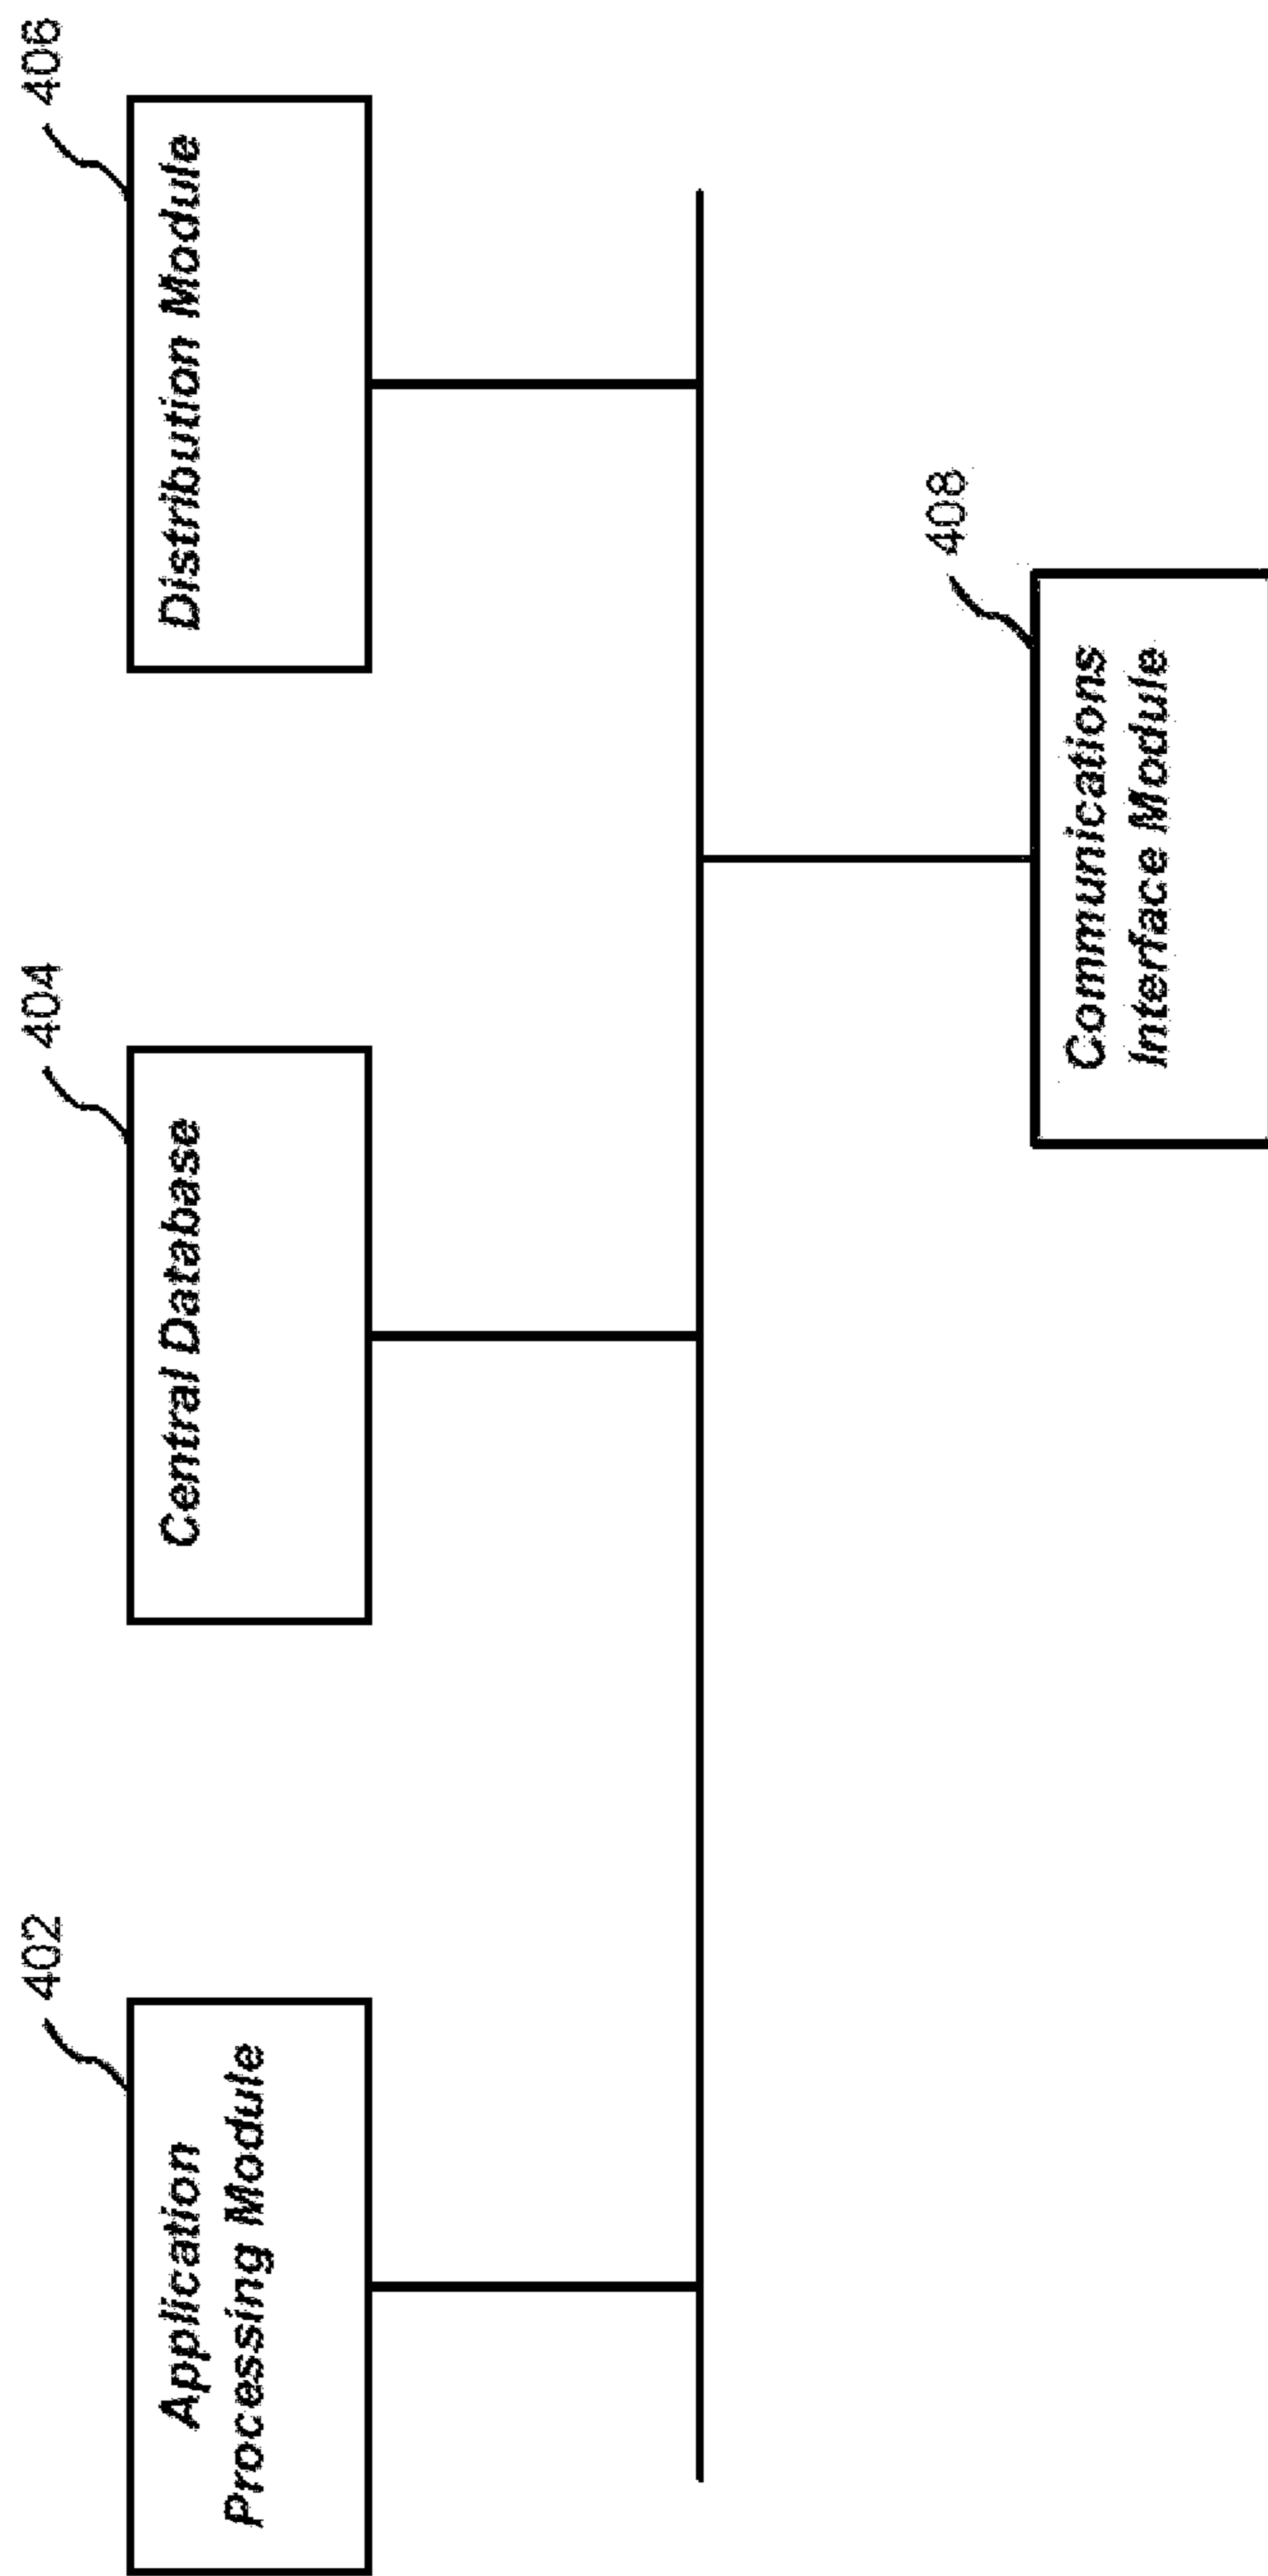 402
Application
Processing Module
404
Central Database
406
Distribution Module
408
Communications
Interface Module